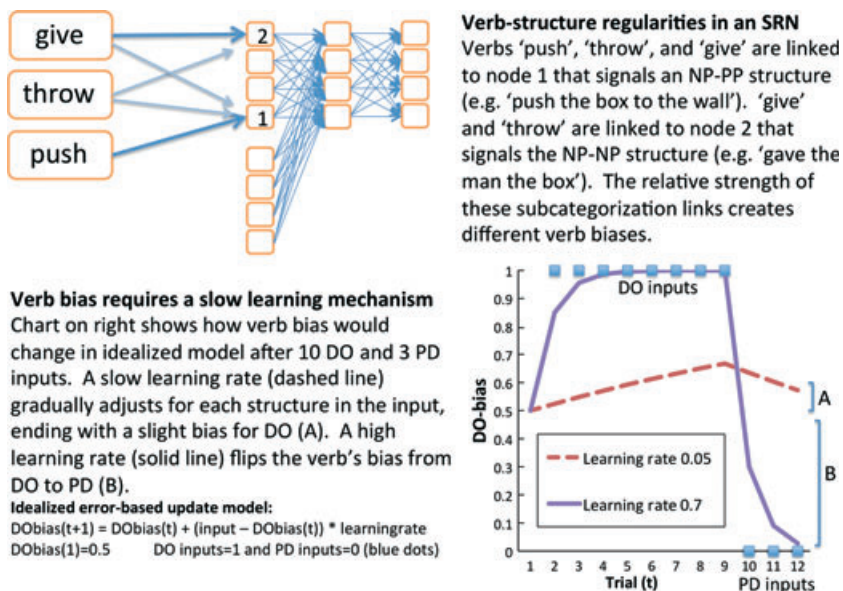 give
throw
push
2
1
Verb-structure regularities in an SRN
Verbs ‘push’, ‘throw’, and ‘give’ are linked
to node 1 that signals an NP-PP structure
(e.g. ‘push the box to the wall’). ‘give’
and ‘throw’ are linked to node 2 that
signals the NP-NP structure (e.g. ‘gave the
man the box’). The relative strength of
these subcategorization links creates
different verb biases.
Verb bias requires a slow learning mechanism
Chart on right shows how verb bias would
change in idealized model after 10 DO and 3 PD
inputs. A slow learning rate (dashed line)
gradually adjusts for each structure in the input,
ending with a slight bias for DO (A). A high
learning rate (solid line) flips the verb’s bias from
DO to PD (B).
Idealized error-based update model:
DObias(t+1) = DObias(t) + (input – DObias(t)) * learningrate
DObias(1)=0.5 DO inputs=1 and PD inputs=0 (blue dots)
DO-bias
1
0.9
0.8
0.7
0.6
0.5
0.4
0.3
0.2
0.1
0
DO inputs
A
B
Learning rate 0.05
Learning rate 0.7
1 2 3 4 5 6 7 8 9 10 11 12
Trial (t) PD inputs